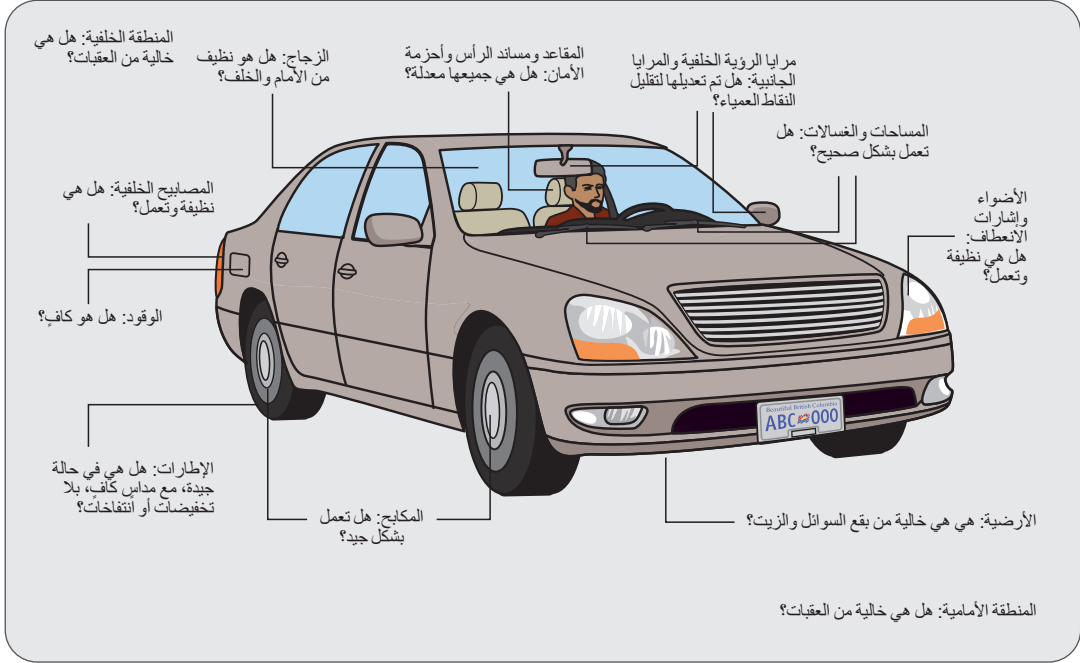 المنطقة الخلفية: هل هي
خالية من العقبات؟
الزجاج: هل هو نظيف
من الأمام والخلف؟
المقاعد ومساند الرأس وأحزمة
الأمان: هل هي جميعها معدلة؟
مرايا الرؤية الخلفية والمرايا
الجانبية: هل تم تعديلها لتقليل
النقاط العمياء؟
المساحات والغسالات: هل
تعمل بشكل صحيح؟
الأضواء
وإشارات
الانعطاف:
هل هي نظيفة
وتعمل؟
المصابيح الخلفية: هل هي
نظيفة وتعمل؟
الوقود: هل هو كافٍ؟
الإطارات: هل هي في حالة
جيدة، مع مداس كافٍ، بلا
تخفيضات أو أنتفاخات؟
المكابح: هل تعمل
بشكل جيد؟
Beautiful British Columbia
ABC 000
الأرضية: هي هي خالية من بقع السوائل والزيت؟
المنطقة الأمامية: هل هي خالية من العقبات؟